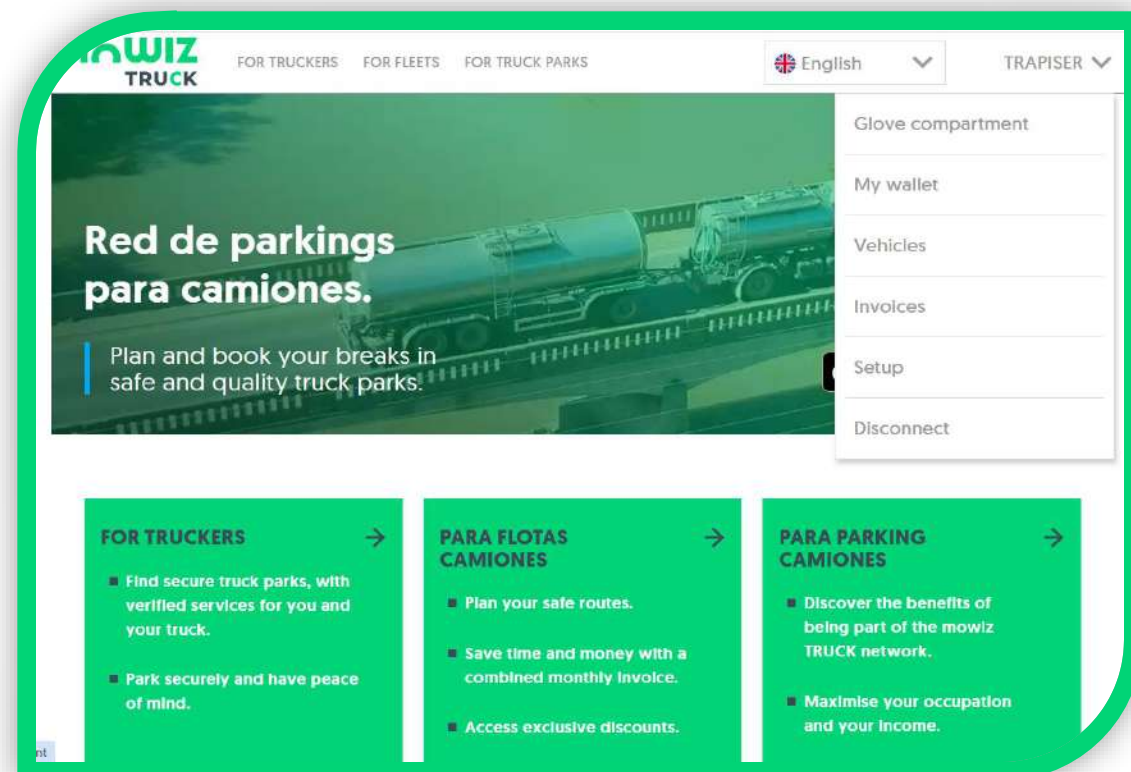 TRUCK
FOR TRUCKERS FOR FLEETS FOR TRUCK PARKS
English
TRAPISER
Glove compartment
My wallet
Vehicles
Invoices
Setup
Disconnect
Red de parkings
para camiones.
Plan and book your breaks in
safe and quality truck parks.
FOR TRUCKERS
Find secure truck parks, with
verified services for you and
your truck.
Park securely and have peace
of mind.
PARA FLOTAS
CAMIONES
Plan your safe routes.
Save time and money with a
combined monthly invoice.
Access exclusive discounts.
PARA PARKING
CAMIONES
Discover the benefits of
being part of the mowiz
TRUCK network.
Maximise your occupation
and your income.